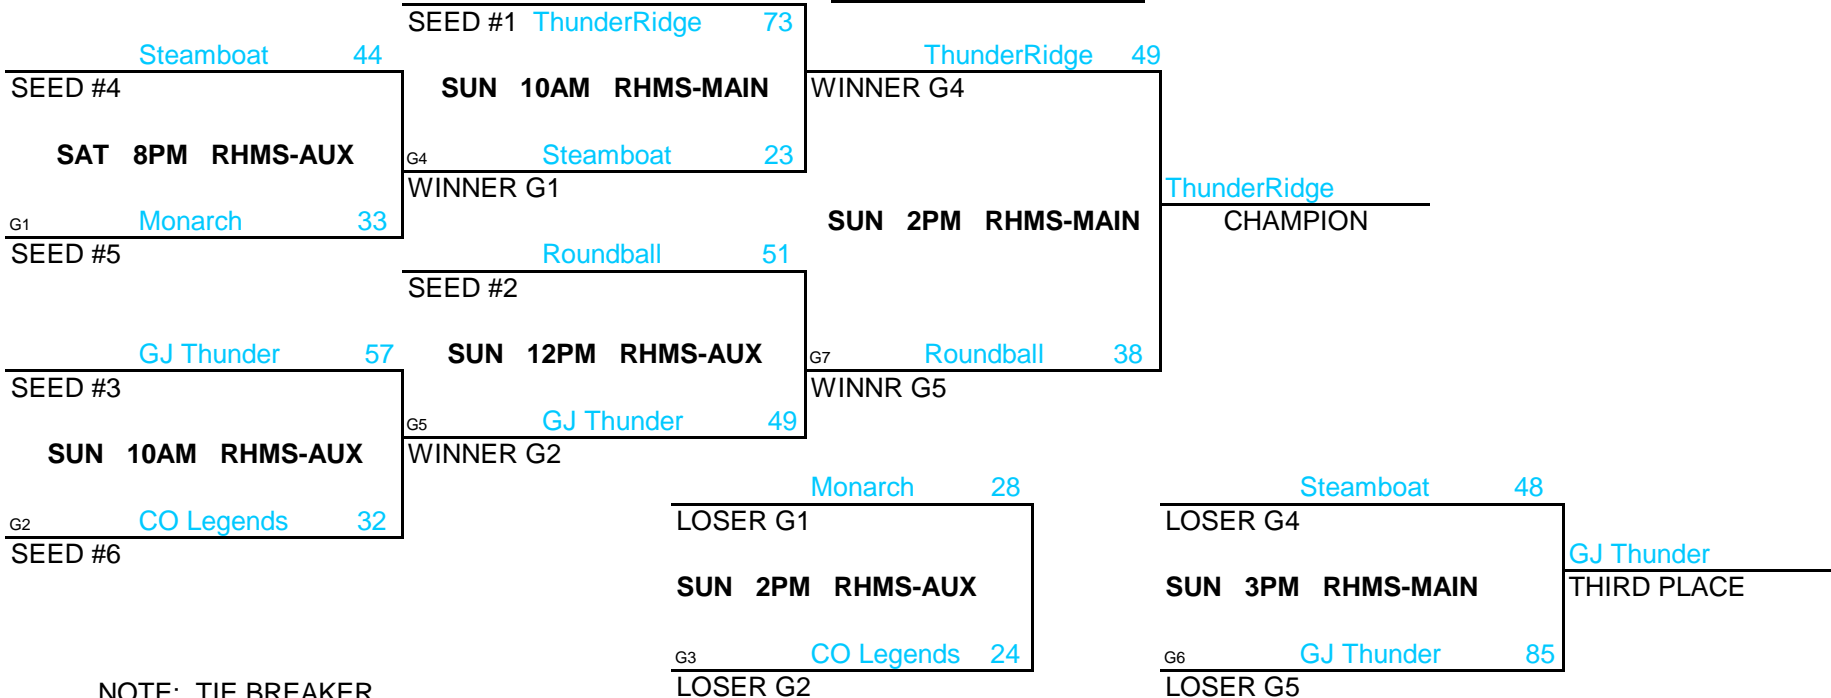 SEED #1 ThunderRidge 73
Steamboat 44
ThunderRidge 49
SEED #4
SUN 10AM RHMS-MAIN
WINNER G4
SAT 8PM RHMS-AUX
G4 Steamboat 23
WINNER G1
ThunderRidge
G1 Monarch 33
SUN 2PM RHMS-MAIN
CHAMPION
SEED #5
Roundball 51
SEED #2
GJ Thunder 57
SUN 12PM RHMS-AUX
G7 Roundball 38
SEED #3
WINNR G5
G5 GJ Thunder 49
SUN 10AM RHMS-AUX
WINNER G2
Monarch 28
Steamboat 48
G2 CO Legends 32
LOSER G1
LOSER G4
SEED #6
GJ Thunder
SUN 2PM RHMS-AUX
SUN 3PM RHMS-MAIN
THIRD PLACE
G3 CO Legends 24
G6 GJ Thunder 85
NOTE: TIE BREAKER
LOSER G2
LOSER G5